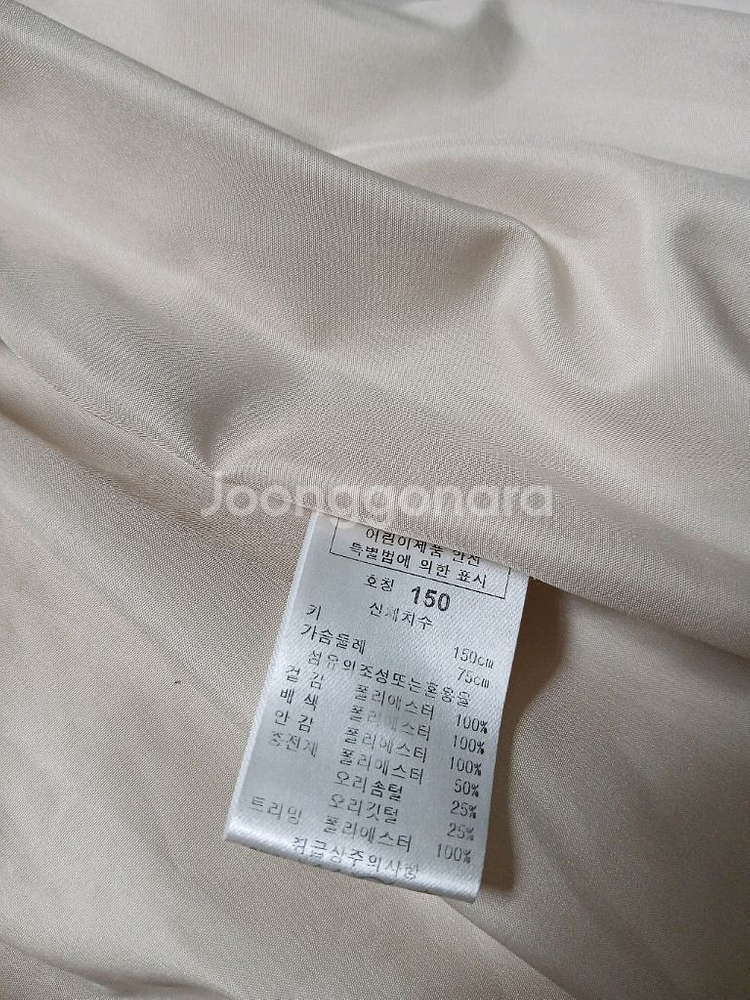 Joonggonara
어린이제품 안전
특별법에 의한 표시
호칭 150
신체치수
키 150cm
가슴둘레 75cm
섬유의조성또는혼용율
겉 감 폴리에스터 100%
배 색 폴리에스터 100%
안 감 폴리에스터 100%
충전재 폴리에스터 50%
오리솜털 25%
오리깃털 25%
트리밍 폴리에스터 100%
취급상주의사항